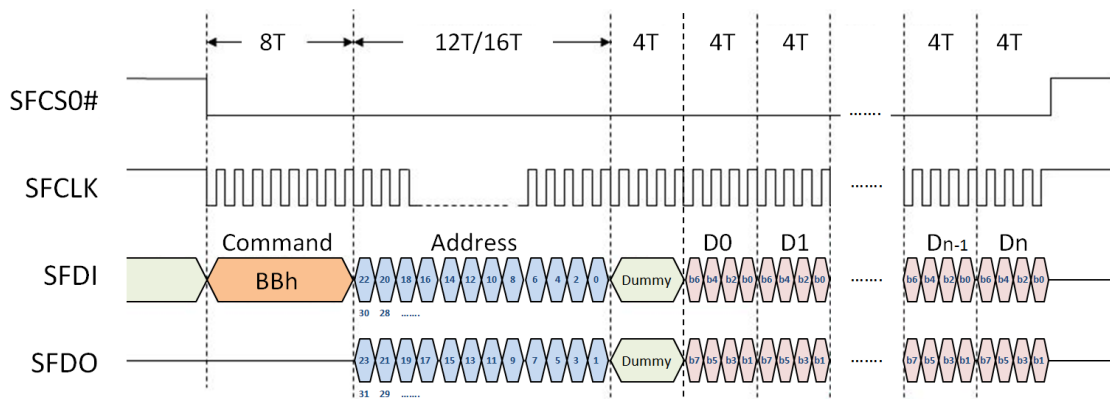 8T 12T/16T 4T 4T 4T 4T 4T
SFCS0# .......
SFCLK .......
Command Address D0 D1 Dn-1 Dn
SFDI BBh 22 20 18 16 14 12 10 8 6 4 2 0 Dummy b6 b4 b2 b0 b6 b4 b2 b0 ....... b6 b4 b2 b0 b6 b4 b2 b0
30 28 .......
SFDO 23 21 19 17 15 13 11 9 7 5 3 1 Dummy b7 b5 b3 b1 b7 b5 b3 b1 ....... b7 b5 b3 b1 b7 b5 b3 b1
31 29 .......